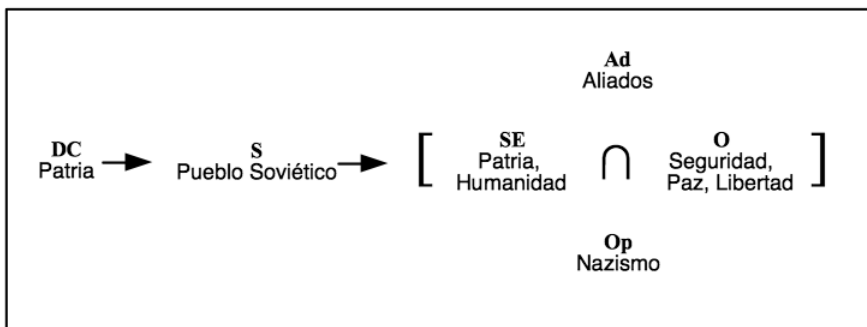 Ad
Aliados
DC
Patria
S
Pueblo Soviético
[
SE
Patria,
Humanidad
∩
O
Seguridad,
Paz, Libertad
]
Op
Nazismo